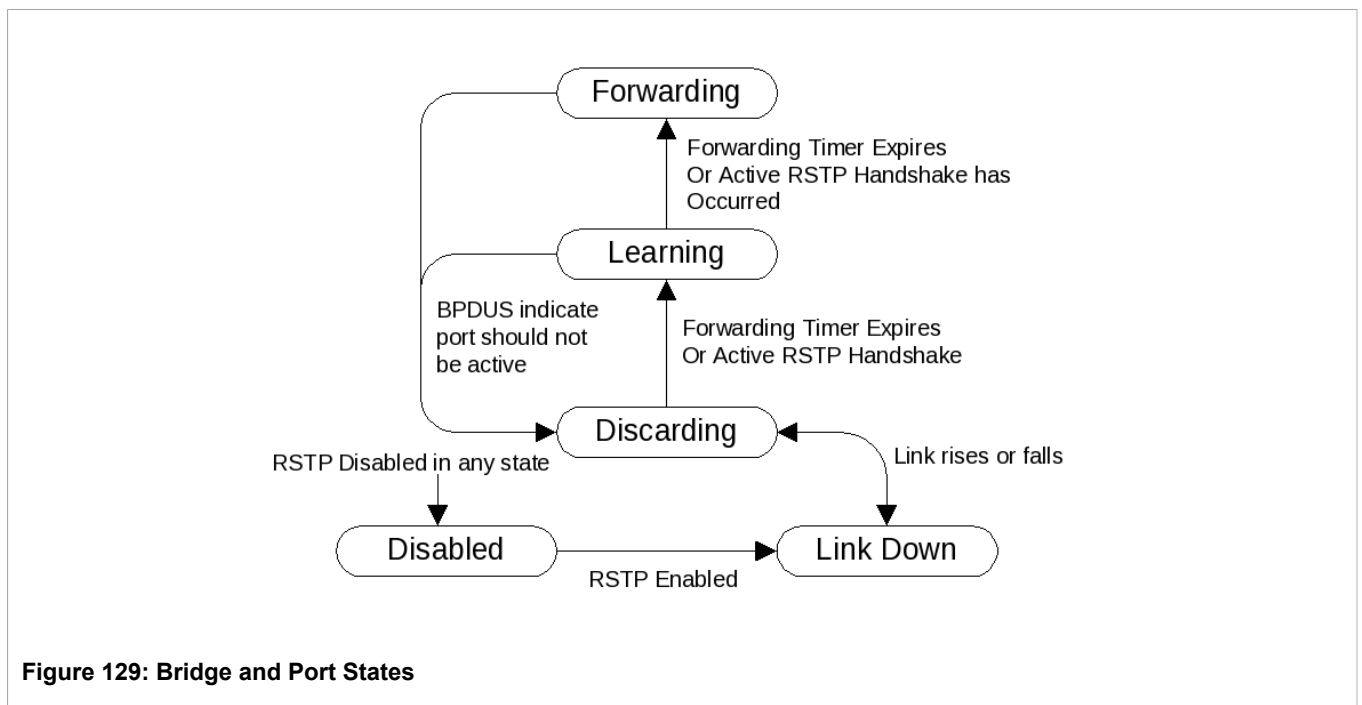 Forwarding
Forwarding Timer Expires
Or Active RSTP Handshake has
Occurred
Learning
BPDUS indicate
port should not
be active
Forwarding Timer Expires
Or Active RSTP Handshake
Discarding
RSTP Disabled in any state
Link rises or falls
Disabled
RSTP Enabled
Link Down
Figure 129: Bridge and Port States